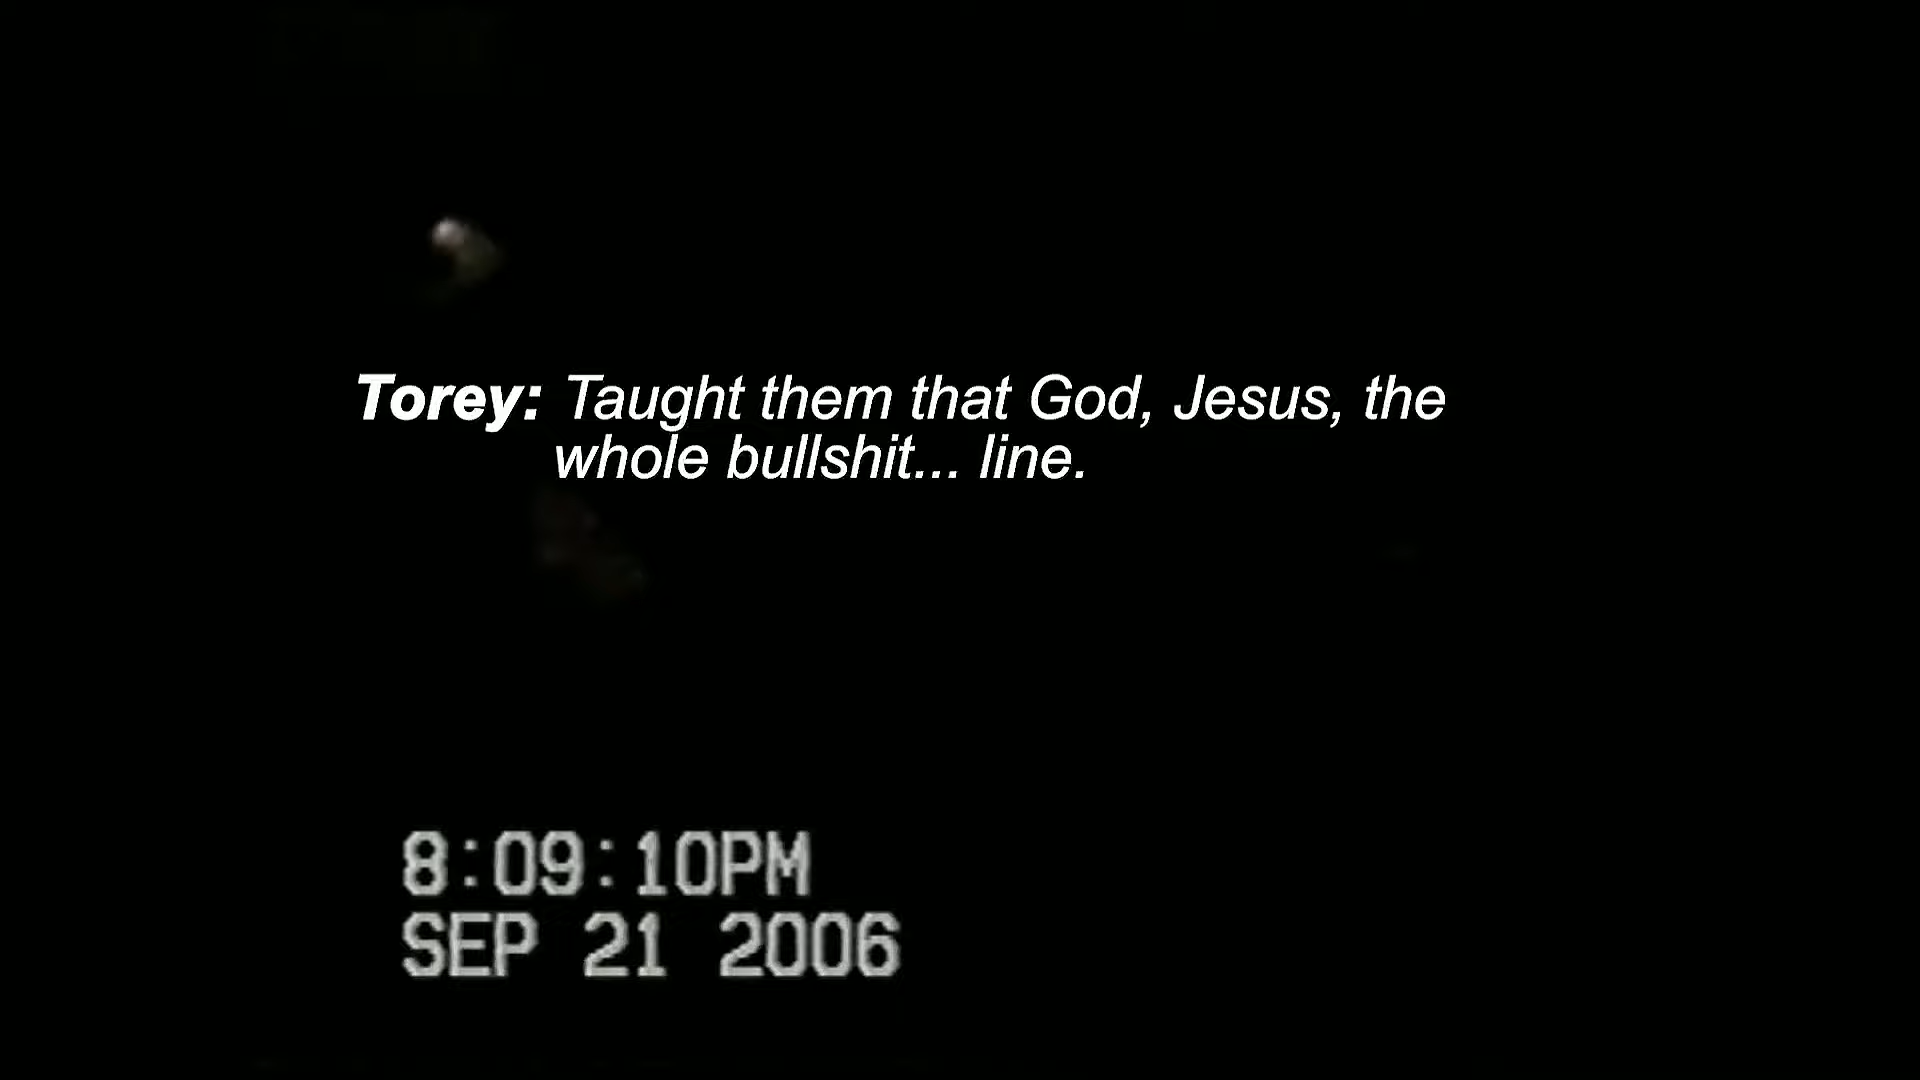 Torey: Taught them that God, Jesus, the
whole bullshit... line.
8:09:10PM
SEP 21 2006